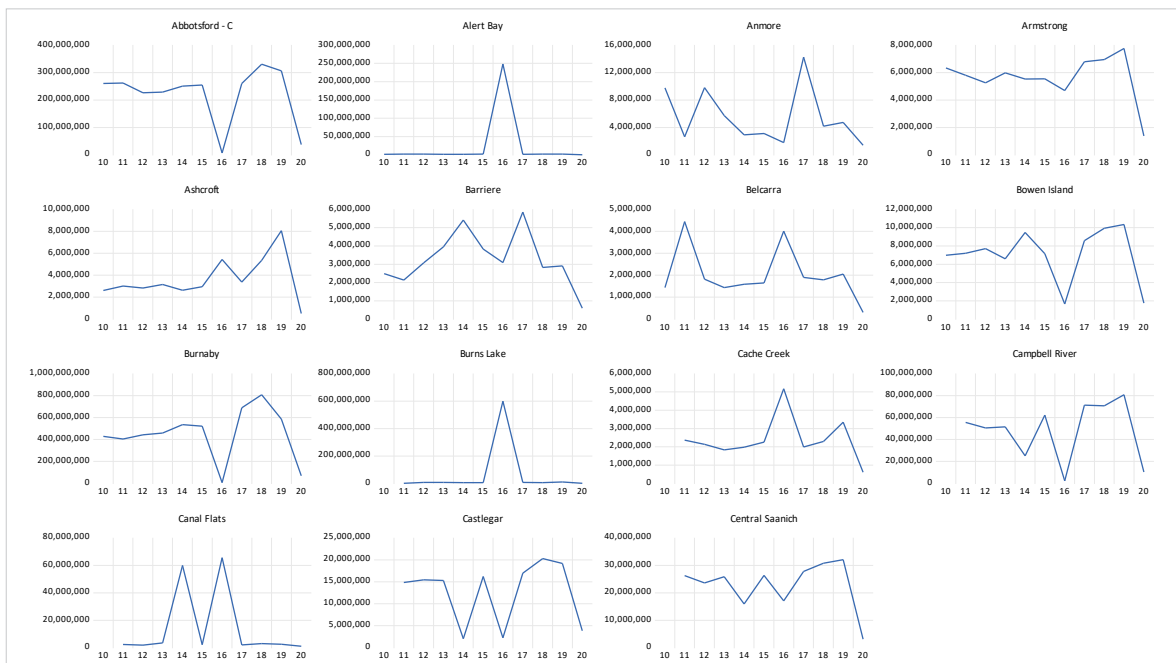 Abbotsford - C
400,000,000
300,000,000
200,000,000
100,000,000
0
10 11 12 13 14 15 16 17 18 19 20
Alert Bay
300,000,000
250,000,000
200,000,000
150,000,000
100,000,000
50,000,000
0
10 11 12 13 14 15 16 17 18 19 20
Anmore
16,000,000
12,000,000
8,000,000
4,000,000
0
10 11 12 13 14 15 16 17 18 19 20
Armstrong
8,000,000
6,000,000
4,000,000
2,000,000
0
10 11 12 13 14 15 16 17 18 19 20
Ashcroft
10,000,000
8,000,000
6,000,000
4,000,000
2,000,000
0
10 11 12 13 14 15 16 17 18 19 20
Barriere
6,000,000
5,000,000
4,000,000
3,000,000
2,000,000
1,000,000
0
10 11 12 13 14 15 16 17 18 19 20
Belcarra
5,000,000
4,000,000
3,000,000
2,000,000
1,000,000
0
10 11 12 13 14 15 16 17 18 19 20
Bowen Island
12,000,000
10,000,000
8,000,000
6,000,000
4,000,000
2,000,000
0
10 11 12 13 14 15 16 17 18 19 20
Burnaby
1,000,000,000
800,000,000
600,000,000
400,000,000
200,000,000
0
10 11 12 13 14 15 16 17 18 19 20
Burns Lake
800,000,000
600,000,000
400,000,000
200,000,000
0
10 11 12 13 14 15 16 17 18 19 20
Cache Creek
6,000,000
5,000,000
4,000,000
3,000,000
2,000,000
1,000,000
0
10 11 12 13 14 15 16 17 18 19 20
Campbell River
100,000,000
80,000,000
60,000,000
40,000,000
20,000,000
0
10 11 12 13 14 15 16 17 18 19 20
Canal Flats
80,000,000
60,000,000
40,000,000
20,000,000
0
10 11 12 13 14 15 16 17 18 19 20
Castlegar
25,000,000
20,000,000
15,000,000
10,000,000
5,000,000
0
10 11 12 13 14 15 16 17 18 19 20
Central Saanich
40,000,000
30,000,000
20,000,000
10,000,000
0
10 11 12 13 14 15 16 17 18 19 20